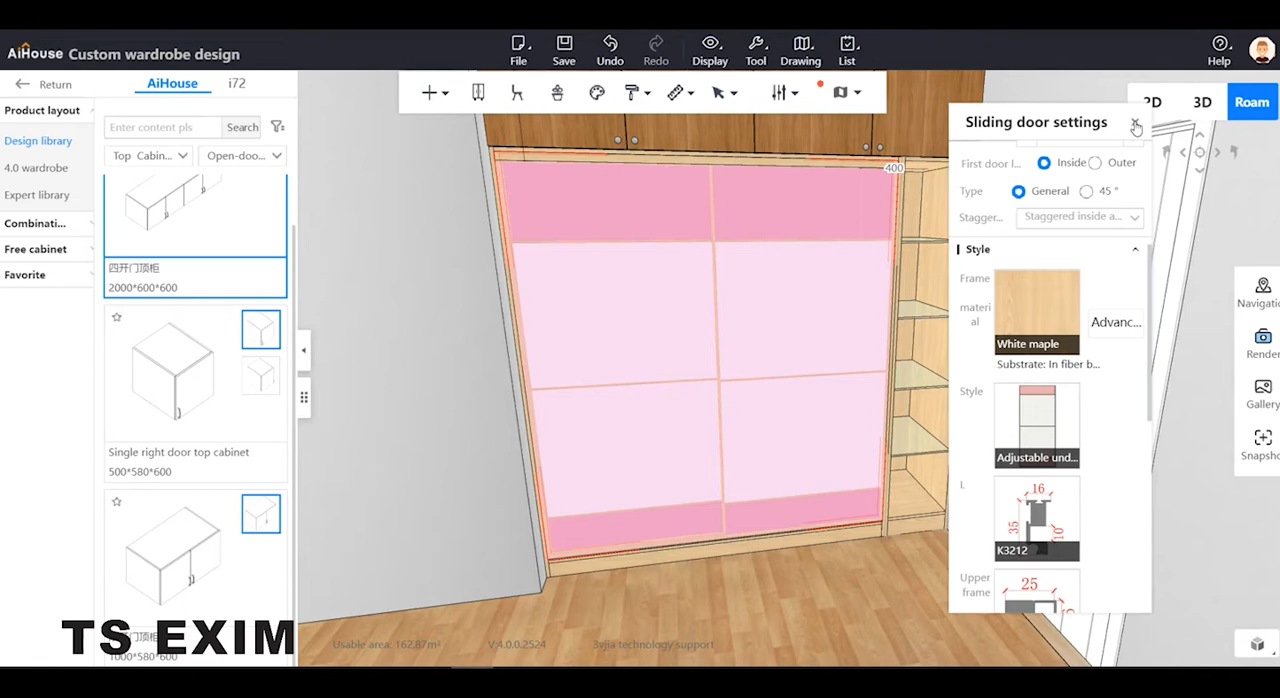 AiHouse Custom wardrobe design
File
Save
Undo
Redo
Display
Tool
Drawing
List
Help
Return
AiHouse
i72
Product layout
Design library
4.0 wardrobe
Expert library
Combinati...
Free cabinet
Favorite
Enter content pls
Search
Top Cabin...
Open-doo...
四开门顶柜
2000*600*600
Single right door top cabinet
500*580*600
1000*580*600
TS EXIM
400
Usable area: 162.87m²
V:4.0.0.2524
3vjia technology support
2D
3D
Roam
Sliding door settings
First door l...
Inside
Outer
Type
General
45 °
Stagger...
Staggered inside a...
Style
Frame
materi
al
White maple
Advanc...
Substrate: In fiber b...
Style
Adjustable und...
L
16
35
10
K3212
Upper
frame
25
Navigatio
Render
Gallery
Snapsho